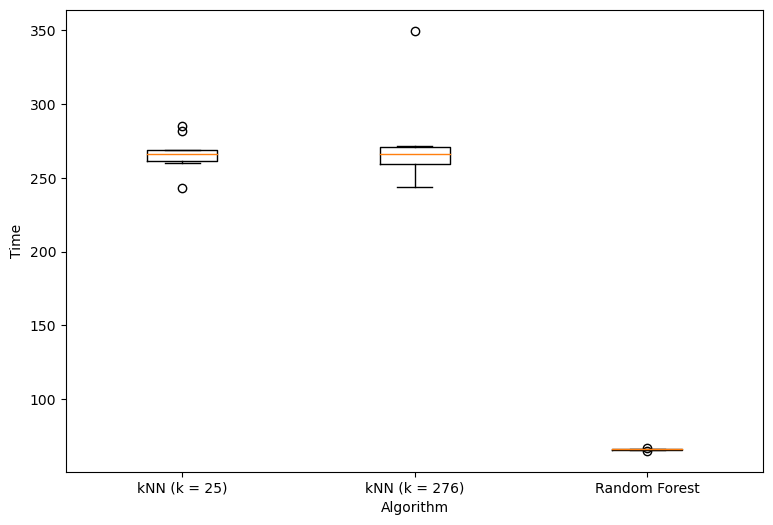 350
300
250
200
150
100
Time
kNN (k = 25)
kNN (k = 276)
Random Forest
Algorithm